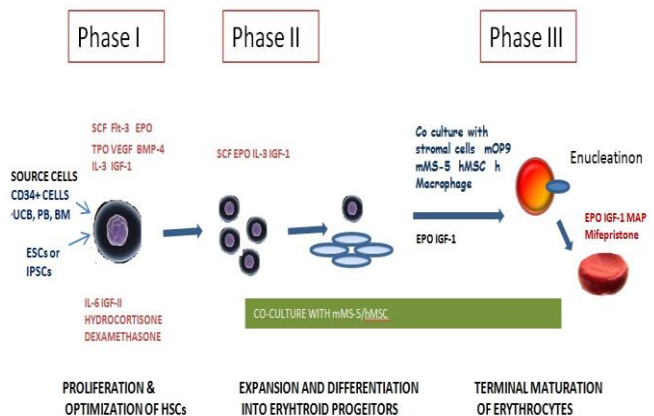 Phase I
Phase II
Phase III
SCF Flt-3 EPO
TPO VEGF BMP-4
IL-3 IGF-1
SOURCE CELLS
CD34+ CELLS
-UCB, PB, BM
ESCs or
IPSCs
IL-6 IGF-II
HYDROCORTISONE
DEXAMETHASONE
SCF EPO IL-3 IGF-1
CO-CULTURE WITH mMS-5/hMSC
Co culture with
stromal cells mOP9
mMS-5 hMSC h
Macrophage
EPO IGF-1
Enucleatinon
EPO IGF-1 MAP
Mifepristone
PROLIFERATION &
OPTIMIZATION OF HSCs
EXPANSION AND DIFFERENTIATION
INTO ERYHTROID PROGEITORS
TERMINAL MATURATION
OF ERYTHROCYTES